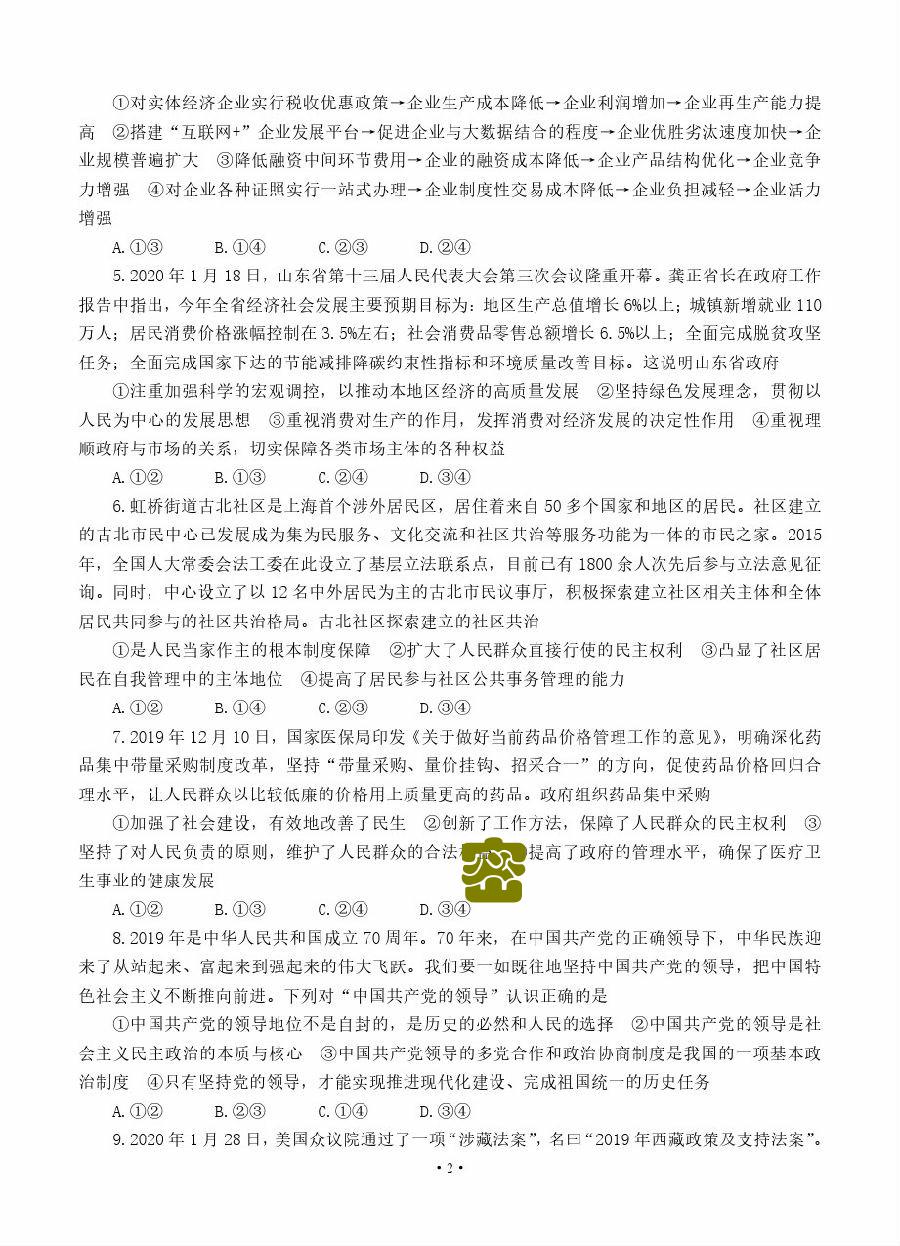 ①对实体经济企业实行税收优惠政策→企业生产成本降低→企业利润增加→企业再生产能力提
高　②搭建“互联网+”企业发展平台→促进企业与大数据结合的程度→企业优胜劣汰速度加快→企
业规模普遍扩大　③降低融资中间环节费用→企业的融资成本降低→企业产品结构优化→企业竞争
力增强　④对企业各种证照实行一站式办理→企业制度性交易成本降低→企业负担减轻→企业活力
增强
A.①③　B.①④　C.②③　D.②④
5.2020年1月18日，山东省第十三届人民代表大会第三次会议隆重开幕。龚正省长在政府工作
报告中指出，今年全省经济社会发展主要预期目标为：地区生产总值增长6%以上；城镇新增就业110
万人；居民消费价格涨幅控制在3.5%左右；社会消费品零售总额增长6.5%以上；全面完成脱贫攻坚
任务；全面完成国家下达的节能减排降碳约束性指标和环境质量改善目标。这说明山东省政府
①注重加强科学的宏观调控，以推动本地区经济的高质量发展　②坚持绿色发展理念，贯彻以
人民为中心的发展思想　③重视消费对生产的作用，发挥消费对经济发展的决定性作用　④重视理
顺政府与市场的关系，切实保障各类市场主体的各种权益
A.①②　B.①③　C.②④　D.③④
6.虹桥街道古北社区是上海首个涉外居民区，居住着来自50多个国家和地区的居民。社区建立
的古北市民中心已发展成为集为民服务、文化交流和社区共治等服务功能为一体的市民之家。2015
年，全国人大常委会法工委在此设立了基层立法联系点，目前已有1800余人次先后参与立法意见征
询。同时，中心设立了以12名中外居民为主的古北市民议事厅，积极探索建立社区相关主体和全体
居民共同参与的社区共治格局。古北社区探索建立的社区共治
①是人民当家作主的根本制度保障　②扩大了人民群众直接行使的民主权利　③凸显了社区居
民在自我管理中的主体地位　④提高了居民参与社区公共事务管理的能力
A.①②　B.①④　C.②③　D.③④
7.2019年12月10日，国家医保局印发《关于做好当前药品价格管理工作的意见》，明确深化药
品集中带量采购制度改革，坚持“带量采购、量价挂钩、招采合一”的方向，促使药品价格回归合
理水平，让人民群众以比较低廉的价格用上质量更高的药品。政府组织药品集中采购
①加强了社会建设，有效地改善了民生　②创新了工作方法，保障了人民群众的民主权利　③
坚持了对人民负责的原则，维护了人民群众的合法　提高了政府的管理水平，确保了医疗卫
生事业的健康发展
A.①②　B.①③　C.②④　D.③④
8.2019年是中华人民共和国成立70周年。70年来，在中国共产党的正确领导下，中华民族迎
来了从站起来、富起来到强起来的伟大飞跃。我们要一如既往地坚持中国共产党的领导，把中国特
色社会主义不断推向前进。下列对“中国共产党的领导”认识正确的是
①中国共产党的领导地位不是自封的，是历史的必然和人民的选择　②中国共产党的领导是社
会主义民主政治的本质与核心　③中国共产党领导的多党合作和政治协商制度是我国的一项基本政
治制度　④只有坚持党的领导，才能实现推进现代化建设、完成祖国统一的历史任务
A.①②　B.②③　C.①④　D.③④
9.2020年1月28日，美国众议院通过了一项“涉藏法案”，名曰“2019年西藏政策及支持法案”。
·2·